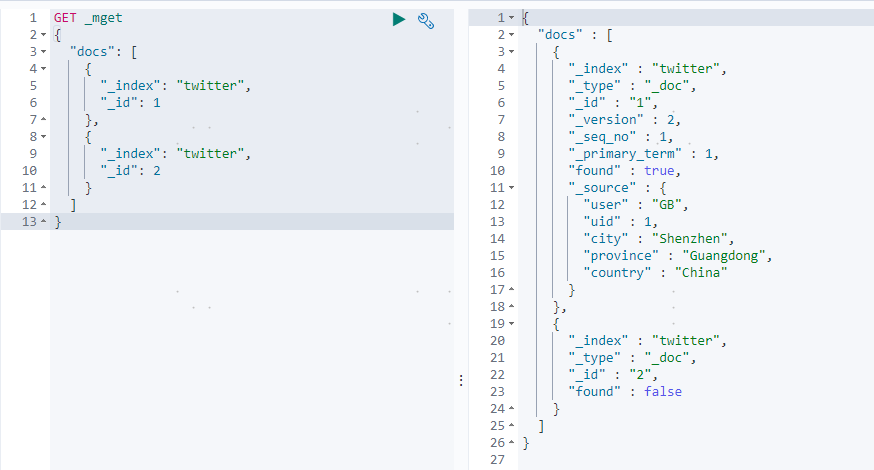 1 GET _mget
2 {
3 "docs": [
4 {
5 "_index": "twitter",
6 "_id": 1
7 },
8 {
9 "_index": "twitter",
10 "_id": 2
11 }
12 ]
13 }
1 {
2 "docs" : [
3 {
4 "_index" : "twitter",
5 "_type" : "_doc",
6 "_id" : "1",
7 "_version" : 2,
8 "_seq_no" : 1,
9 "_primary_term" : 1,
10 "found" : true,
11 "_source" : {
12 "user" : "GB",
13 "uid" : 1,
14 "city" : "Shenzhen",
15 "province" : "Guangdong",
16 "country" : "China"
17 }
18 },
19 {
20 "_index" : "twitter",
21 "_type" : "_doc",
22 "_id" : "2",
23 "found" : false
24 }
25 ]
26 }
27